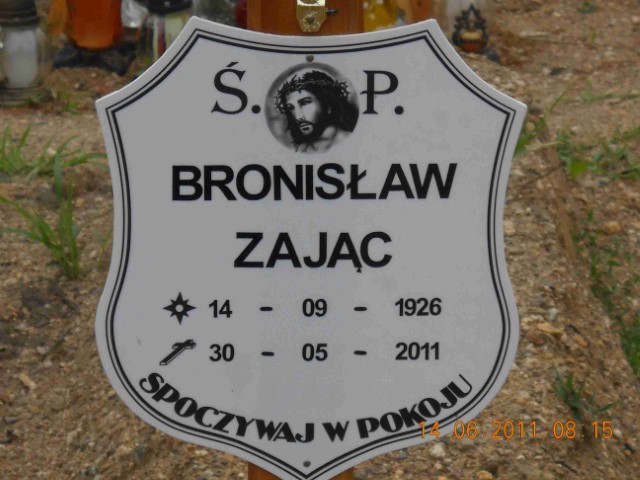 Ś. P.
BRONISŁAW
ZAJĄC
14 - 09 - 1926
30 - 05 - 2011
SPOCZYWAJ W POKOJU
14.06.2011 08:15